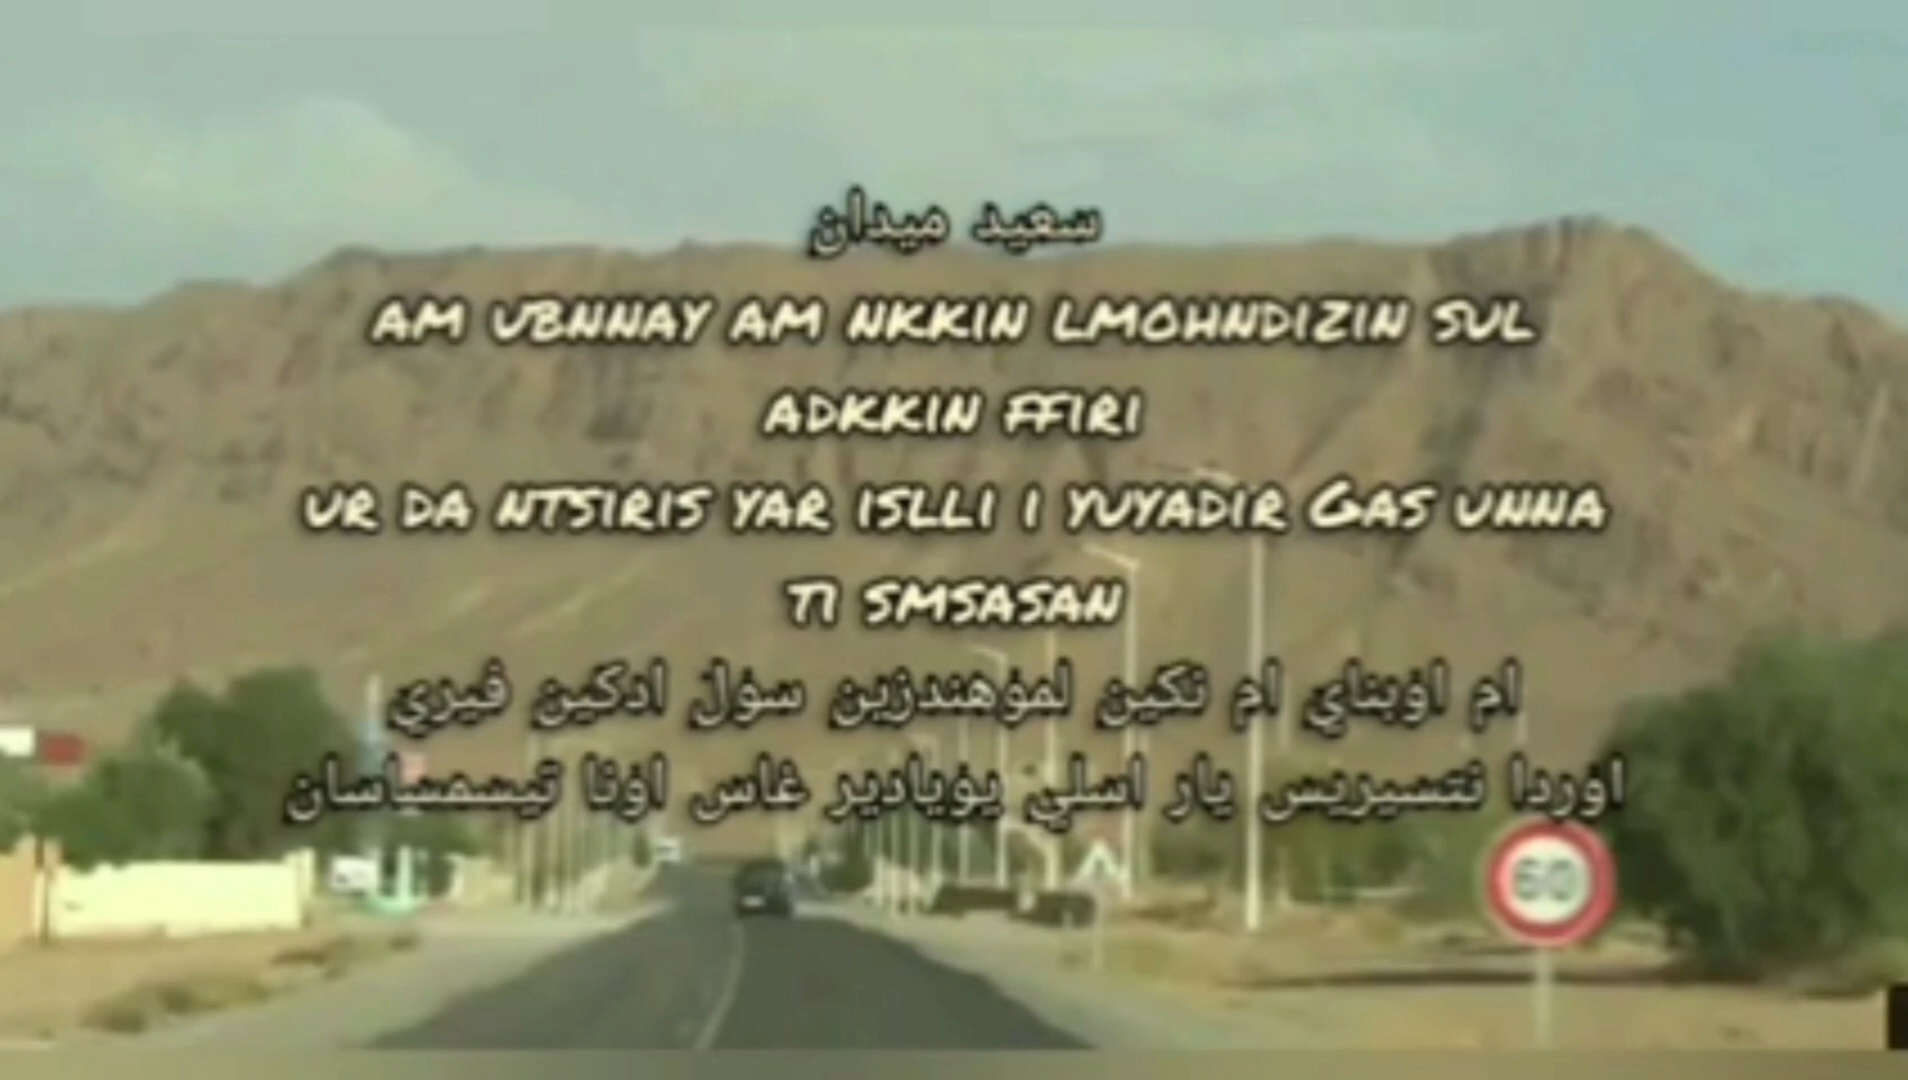 سعيد ميدان
AM UBNNAY AM NKKIN LMOHNDIZIN SUL
ADKKIN FFIRI
UR DA NTSIRIS YAR ISLLI I YUYADIR GAS UNNA
TI SMSASAN
ام اوبناي ام نكين لموهندزين سول ادكين فيري
اوردا نتسيريس يار اسلي يويادير غاس اونا تيسمساسان
60